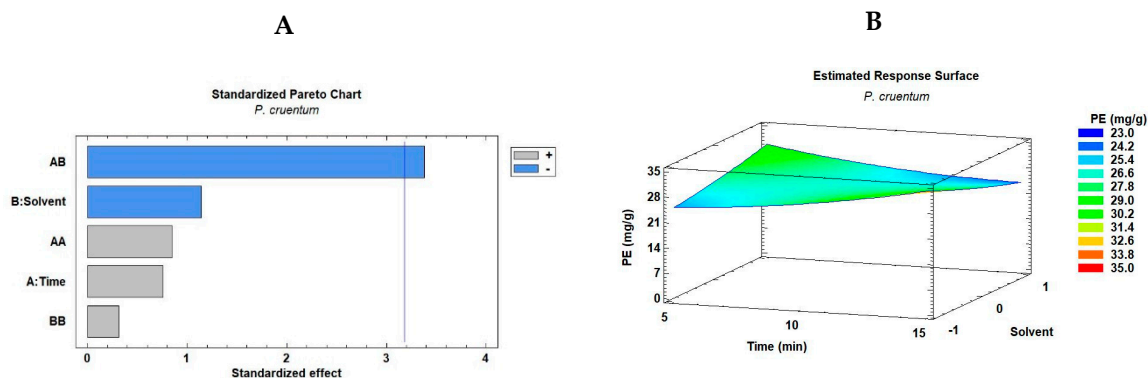 A
Standardized Pareto Chart
P. cruentum
AB
B:Solvent
AA
A:Time
BB
0 1 2 3 4
Standardized effect
+
-
B
Estimated Response Surface
P. cruentum
PE (mg/g)
23.0
24.2
25.4
26.6
27.8
29.0
30.2
31.4
32.6
33.8
35.0
PE (mg/g)
35
28
21
14
7
0
5 10 15
Time (min)
-1 0 1
Solvent